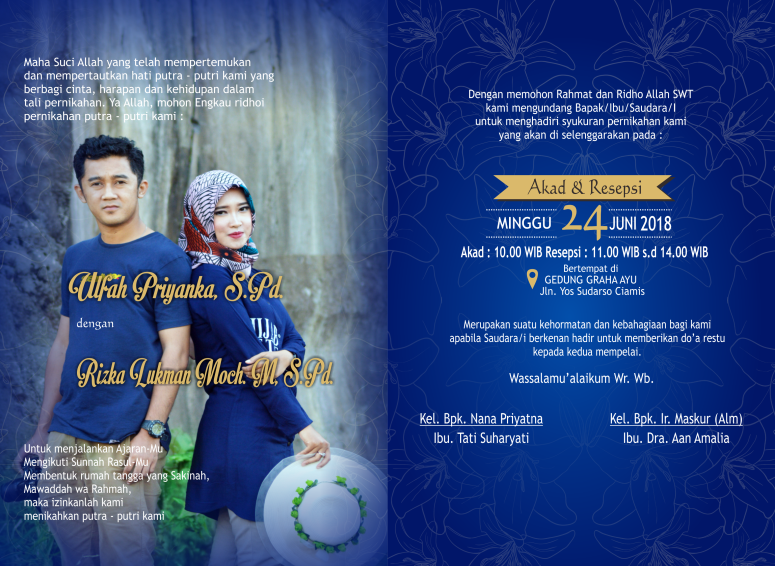 Maha Suci Allah yang telah mempertemukan
dan mempertautkan hati putra - putri kami yang
berbagi cinta, harapan dan kehidupan dalam
tali pernikahan. Ya Allah, mohon Engkau ridhoi
pernikahan putra - putri kami :
Ulfah Priyanka, S.Pd.
dengan
Rizka Lukman Moch. M, S.Pd.
Untuk menjalankan Ajaran-Mu
Mengikuti Sunnah Rasul-Mu
Membentuk rumah tangga yang Sakinah,
Mawaddah wa Rahmah,
maka izinkanlah kami
menikahkan putra - putri kami
Dengan memohon Rahmat dan Ridho Allah SWT
kami mengundang Bapak/Ibu/Saudara/I
untuk menghadiri syukuran pernikahan kami
yang akan di selenggarakan pada :
Akad & Resepsi
MINGGU 24 JUNI 2018
Akad : 10.00 WIB Resepsi : 11.00 WIB s.d 14.00 WIB
Bertempat di
GEDUNG GRAHA AYU
Jln. Yos Sudarso Ciamis
Merupakan suatu kehormatan dan kebahagiaan bagi kami
apabila Saudara/i berkenan hadir untuk memberikan do'a restu
kepada kedua mempelai.
Wassalamu'alaikum Wr. Wb.
Kel. Bpk. Nana Priyatna
Ibu. Tati Suharyati
Kel. Bpk. Ir. Maskur (Alm)
Ibu. Dra. Aan Amalia